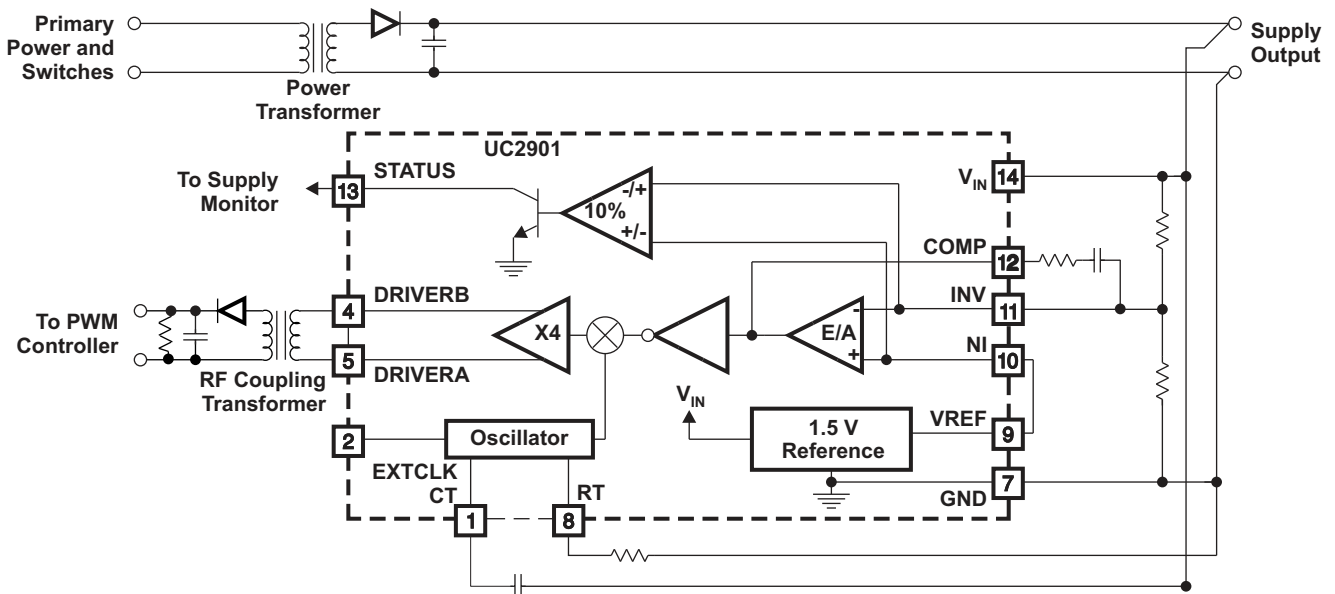 Primary
Power and
Switches
Power
Transformer
Supply
Output
UC2901
STATUS
13
To Supply
Monitor
10%
-/+
+/-
VIN
14
COMP
12
INV
11
NI
10
DRIVERB
4
To PWM
Controller
5
DRIVERA
RF Coupling
Transformer
X4
E/A
-
+
VIN
1.5 V
Reference
VREF
9
7
GND
2
Oscillator
EXTCLK
CT
RT
1
8